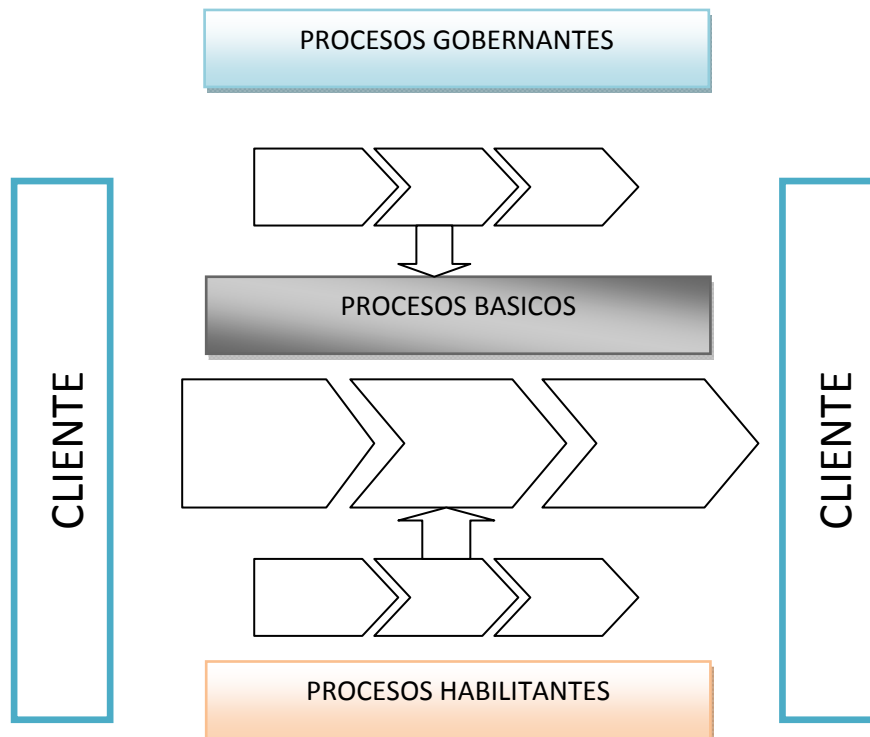 PROCESOS GOBERNANTES
CLIENTE
PROCESOS BASICOS
CLIENTE
PROCESOS HABILITANTES